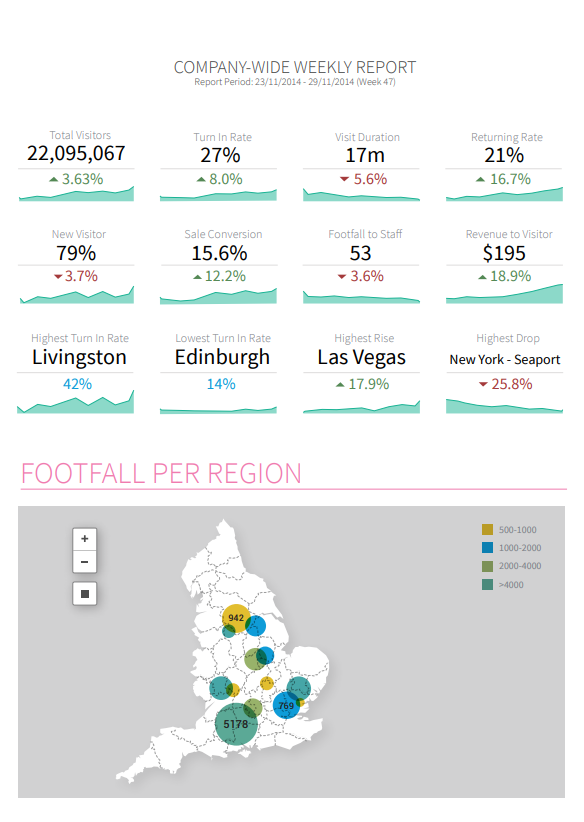 COMPANY-WIDE WEEKLY REPORT
Report Period: 23/11/2014 - 29/11/2014 (Week 47)
Total Visitors
22,095,067
3.63%
Turn In Rate
27%
8.0%
Visit Duration
17m
5.6%
Returning Rate
21%
16.7%
New Visitor
79%
3.7%
Sale Conversion
15.6%
12.2%
Footfall to Staff
53
3.6%
Revenue to Visitor
$195
18.9%
Highest Turn In Rate
Livingston
42%
Lowest Turn In Rate
Edinburgh
14%
Highest Rise
Las Vegas
17.9%
Highest Drop
New York - Seaport
25.8%
FOOTFALL PER REGION
+
−
500-1000
1000-2000
2000-4000
>4000
942
769
5178